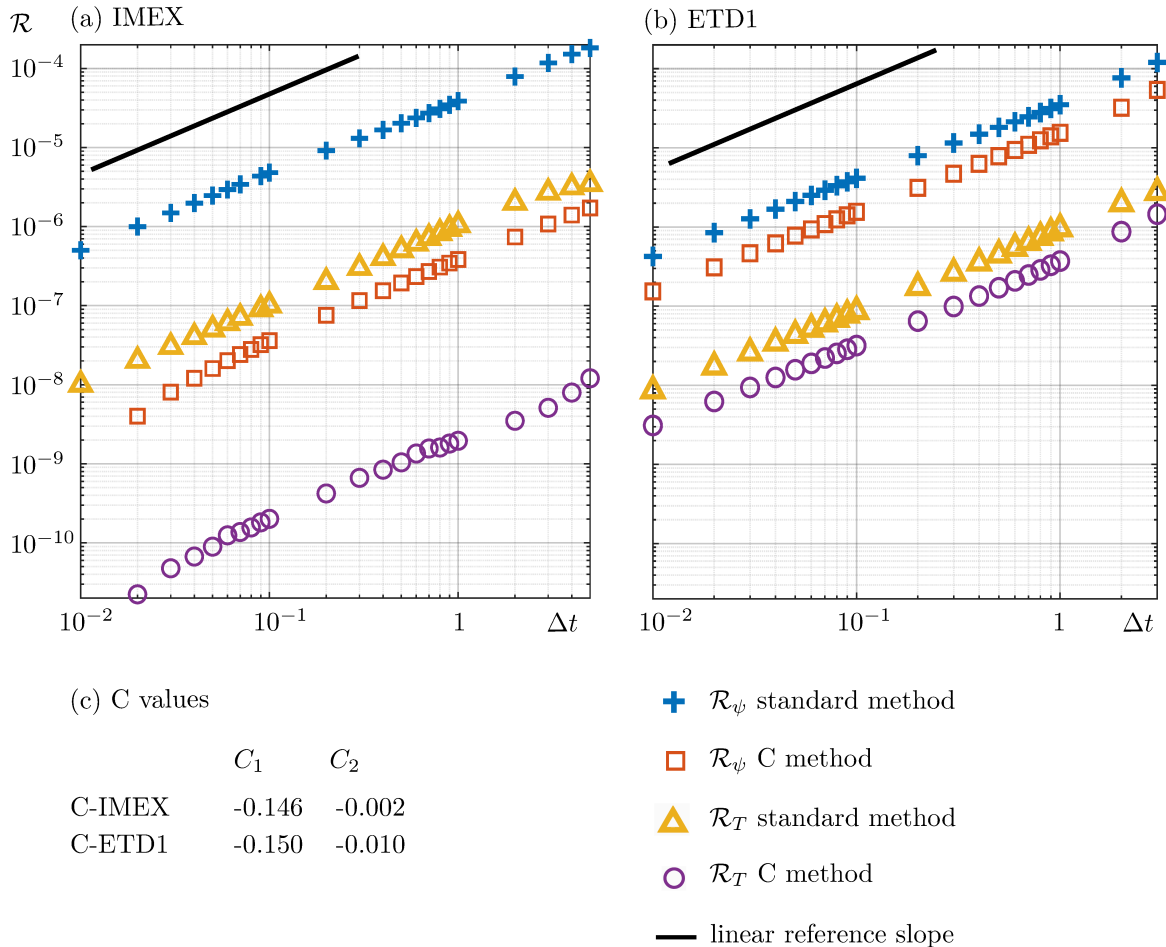 ℛ
(a) IMEX
10⁻⁴
10⁻⁵
10⁻⁶
10⁻⁷
10⁻⁸
10⁻⁹
10⁻¹⁰
10⁻²
10⁻¹
1
Δt
(b) ETD1
10⁻²
10⁻¹
1
Δt
(c) C values
C₁ C₂
C-IMEX -0.146 -0.002
C-ETD1 -0.150 -0.010
ℛ_ψ standard method
ℛ_ψ C method
ℛ_T standard method
ℛ_T C method
linear reference slope